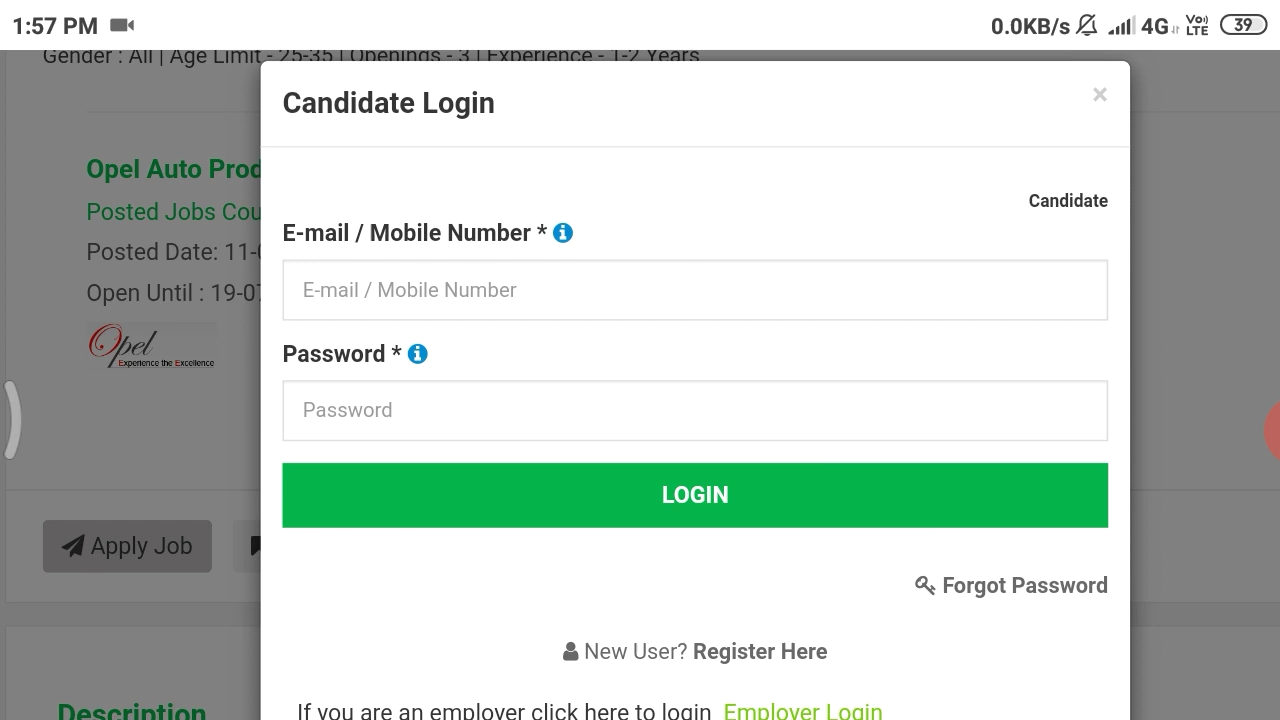 1:57 PM
0.0KB/s 4G Vo) LTE 39
Gender : All | Age Limit - 25-35 | Openings - 3 | Experience - 1-2 Years
Candidate Login ×
Opel Auto Prod
Posted Jobs Cou
Posted Date: 11-0
Open Until : 19-07
Opel
Experience the Excellence
Candidate
E-mail / Mobile Number *
E-mail / Mobile Number
Password *
Password
LOGIN
Apply Job
Forgot Password
New User? Register Here
If you are an employer click here to login Employer Login
Description